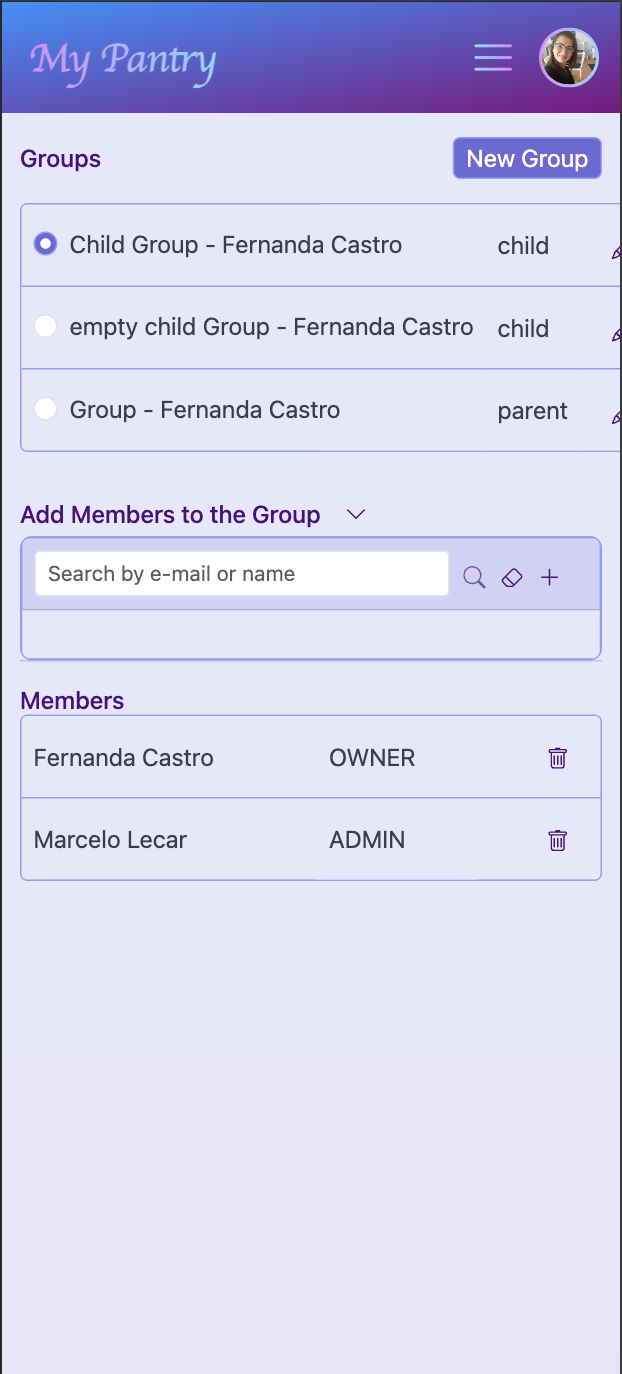 My Pantry
Groups
New Group
Child Group - Fernanda Castro child
empty child Group - Fernanda Castro child
Group - Fernanda Castro parent
Add Members to the Group
Search by e-mail or name
Members
Fernanda Castro OWNER
Marcelo Lecar ADMIN